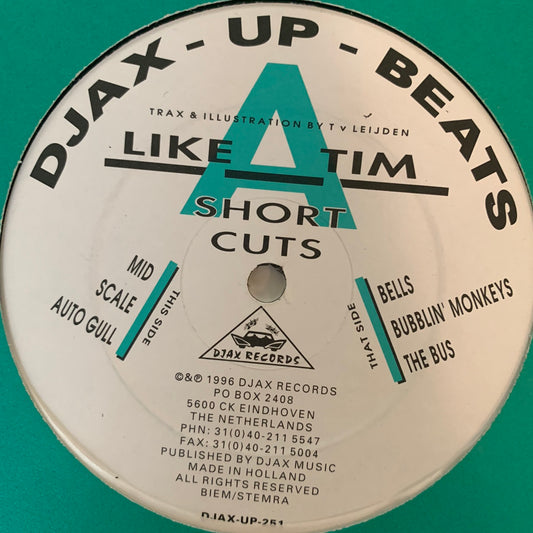 DJAX - UP - BEATS
A
TRAX & ILLUSTRATION BY T v LEIJDEN
LIKE A TIM
SHORT
CUTS
MID
SCALE
AUTO GULL
THIS SIDE
THAT SIDE
BELLS
BUBBLIN' MONKEYS
THE BUS
DJAX RECORDS
©&℗ 1996 DJAX RECORDS
PO BOX 2408
5600 CK EINDHOVEN
THE NETHERLANDS
PHN: 31(0)40-211 5547
FAX: 31(0)40-211 5004
PUBLISHED BY DJAX MUSIC
MADE IN HOLLAND
ALL RIGHTS RESERVED
BIEM/STEMRA
DJAX-UP-251